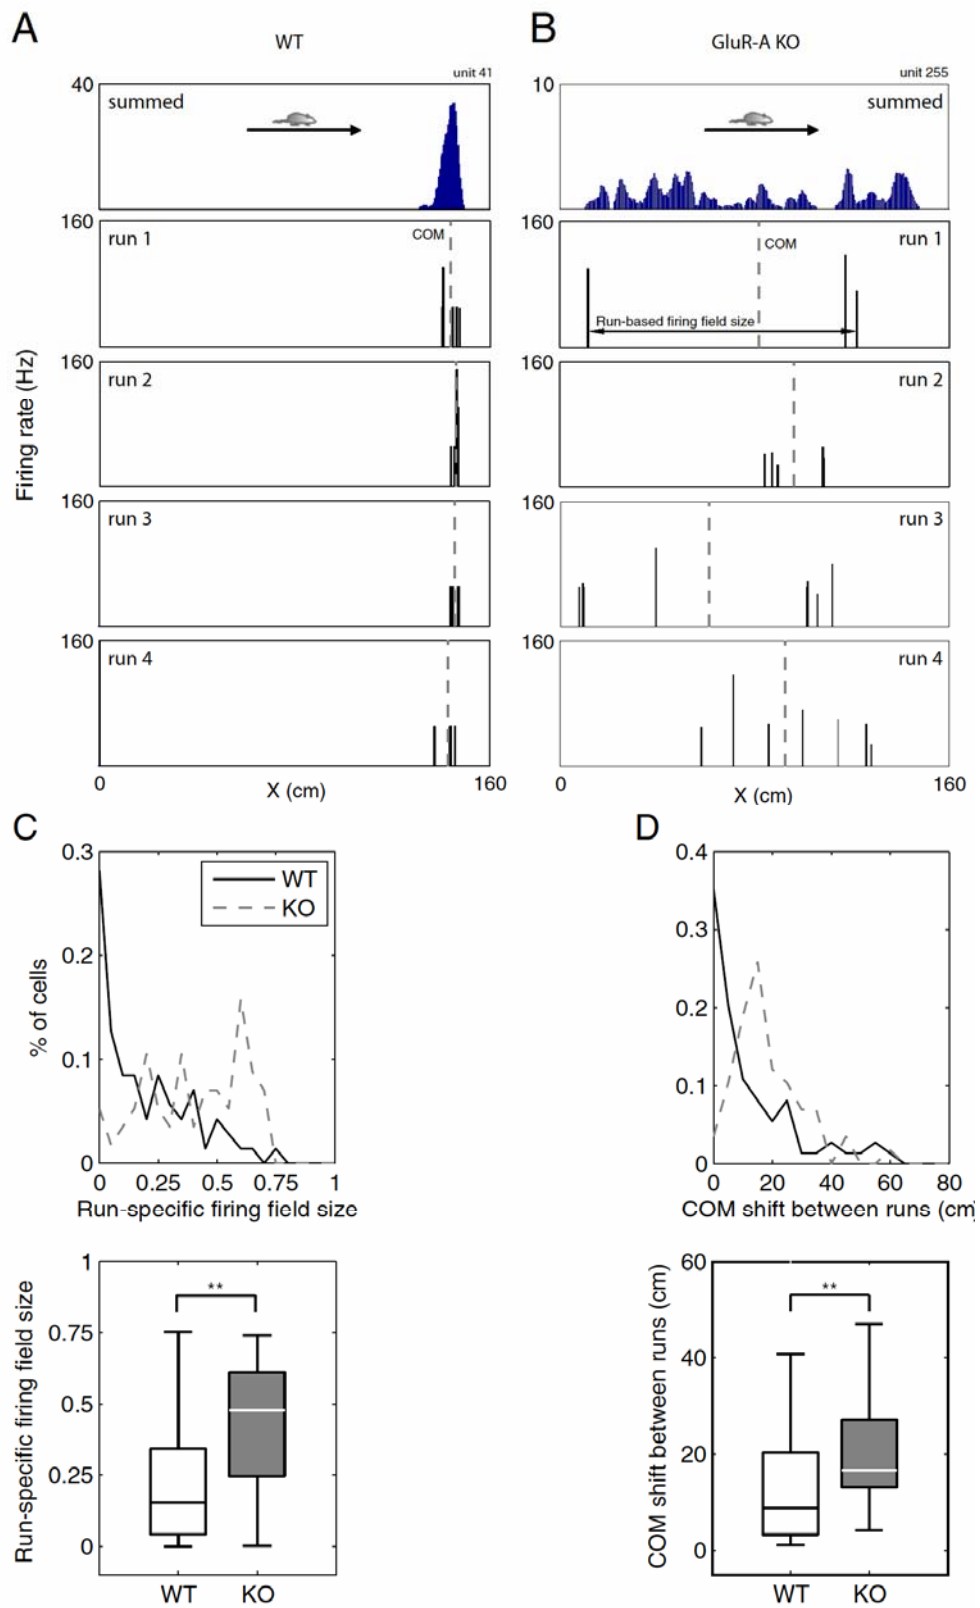 A
WT
unit 41
40
summed
160
run 1
COM
160
run 2
160
run 3
160
run 4
Firing rate (Hz)
0
160
X (cm)
B
GluR-A KO
unit 255
10
summed
160
run 1
COM
Run-based firing field size
160
run 2
160
run 3
160
run 4
0
160
X (cm)
C
0.3
0.2
0.1
0
% of cells
WT
KO
0
0.25
0.5
0.75
1
Run-specific firing field size
D
0.4
0.3
0.2
0.1
0
0
20
40
60
80
COM shift between runs (cm)
1
0.75
0.5
0.25
0
Run-specific firing field size
**
WT
KO
60
40
20
0
COM shift between runs (cm)
**
WT
KO